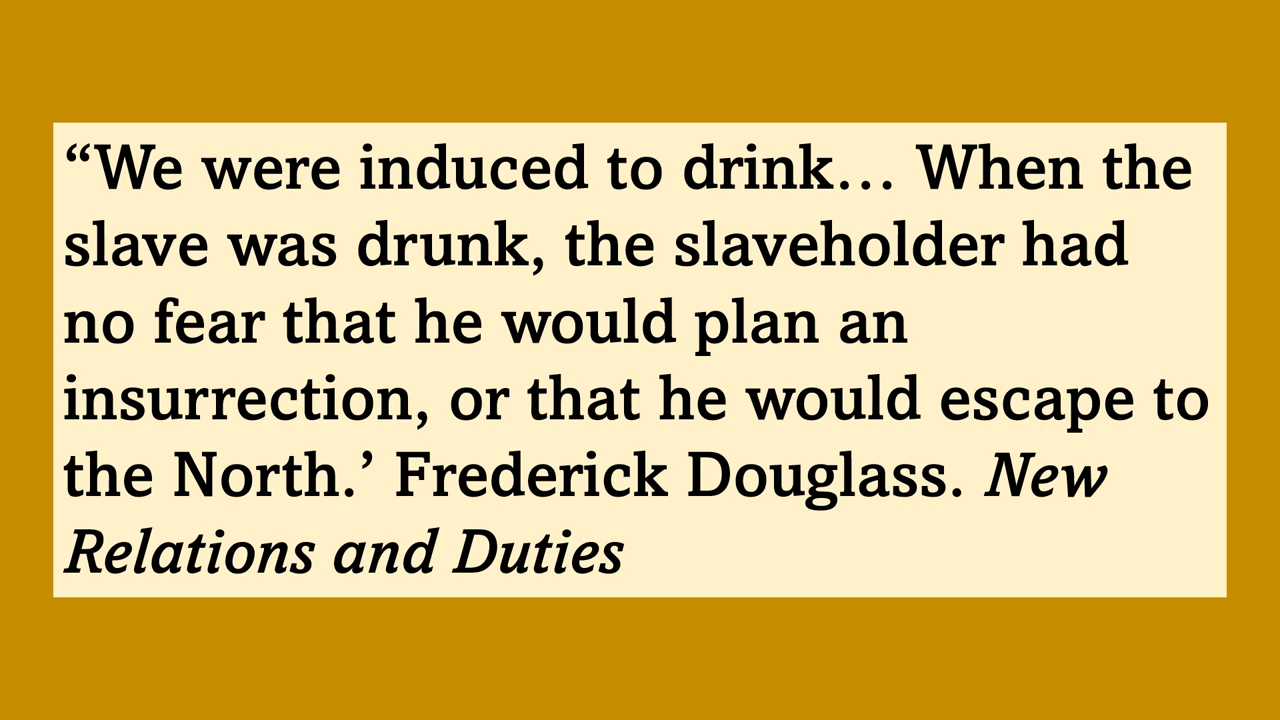 “We were induced to drink… When the
slave was drunk, the slaveholder had
no fear that he would plan an
insurrection, or that he would escape to
the North.’ Frederick Douglass. New
Relations and Duties